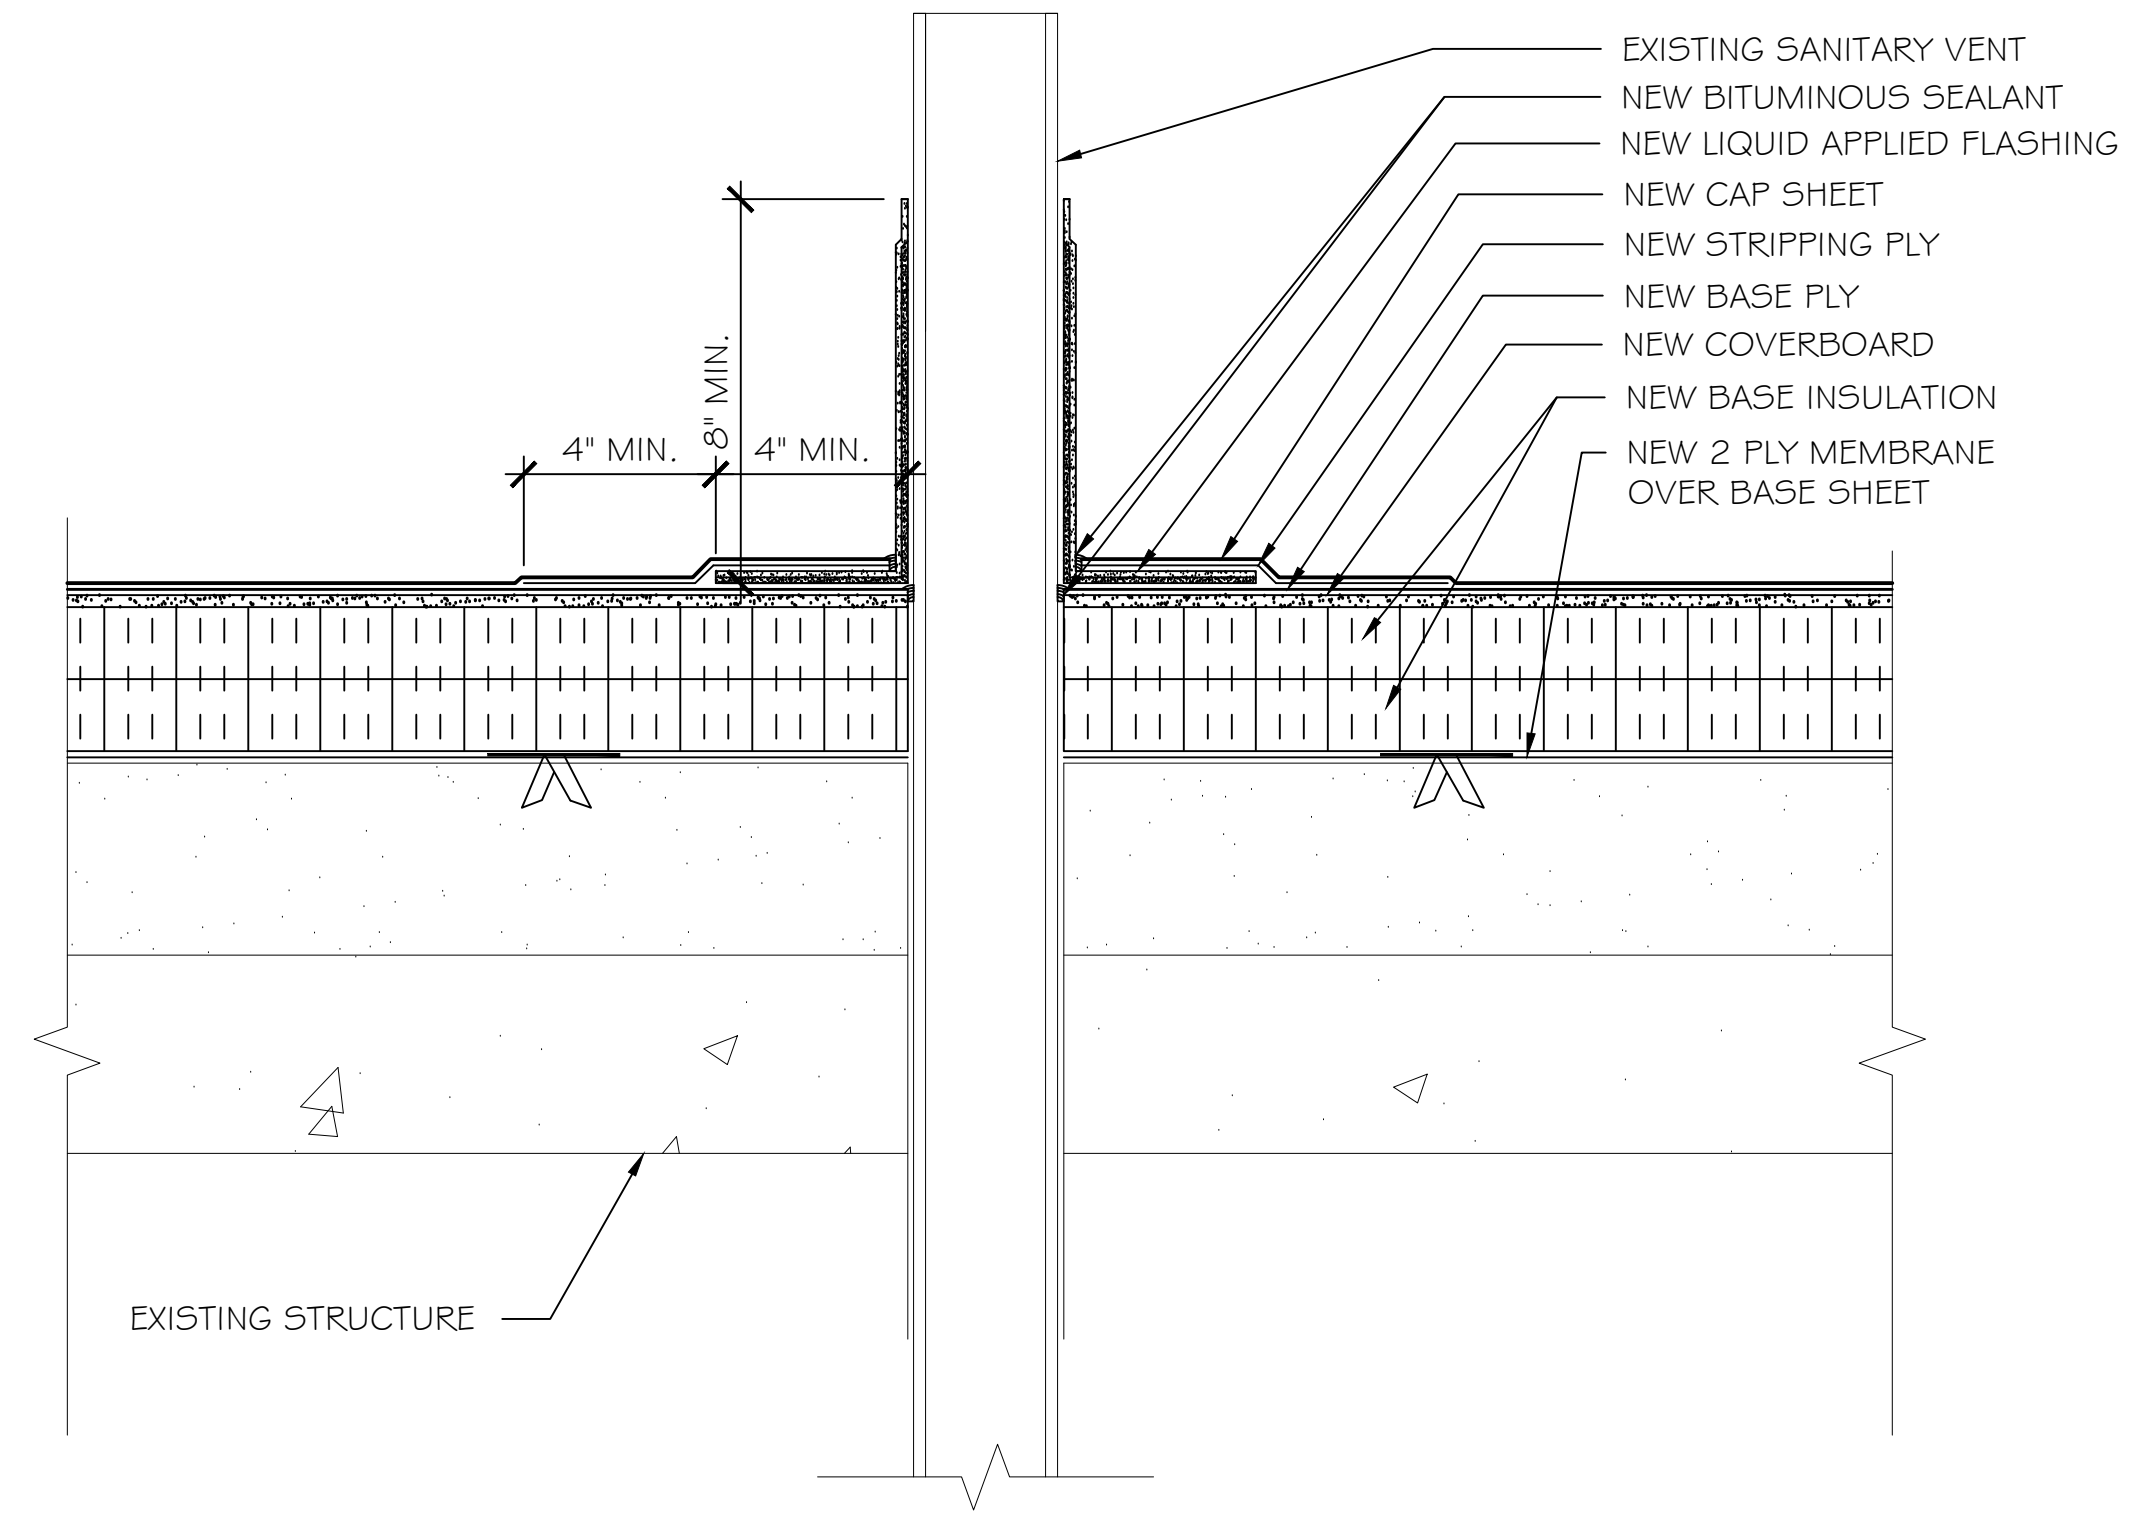 EXISTING SANITARY VENT
NEW BITUMINOUS SEALANT
NEW LIQUID APPLIED FLASHING
NEW CAP SHEET
NEW STRIPPING PLY
NEW BASE PLY
NEW COVERBOARD
NEW BASE INSULATION
NEW 2 PLY MEMBRANE
OVER BASE SHEET
4" MIN.
8" MIN.
4" MIN.
EXISTING STRUCTURE